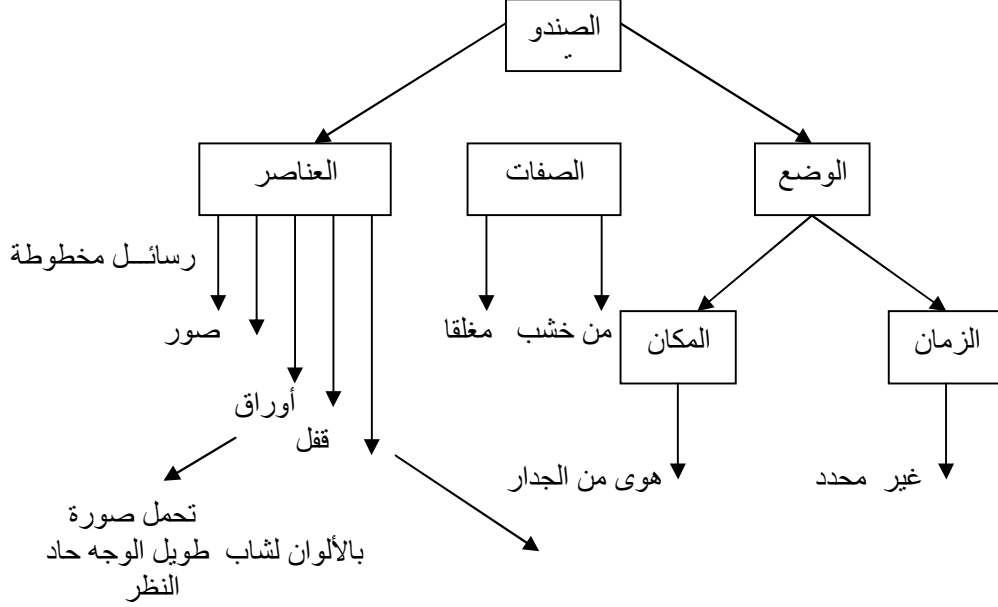 الصندو
العناصر
الصفات
الوضع
رسائـــل مخطوطة
صور
مغلقا
من خشب
المكان
الزمان
أوراق
قفل
هوى من الجدار
غير محدد
تحمل صورة
بالألوان لشاب طويل الوجه حاد
النظر